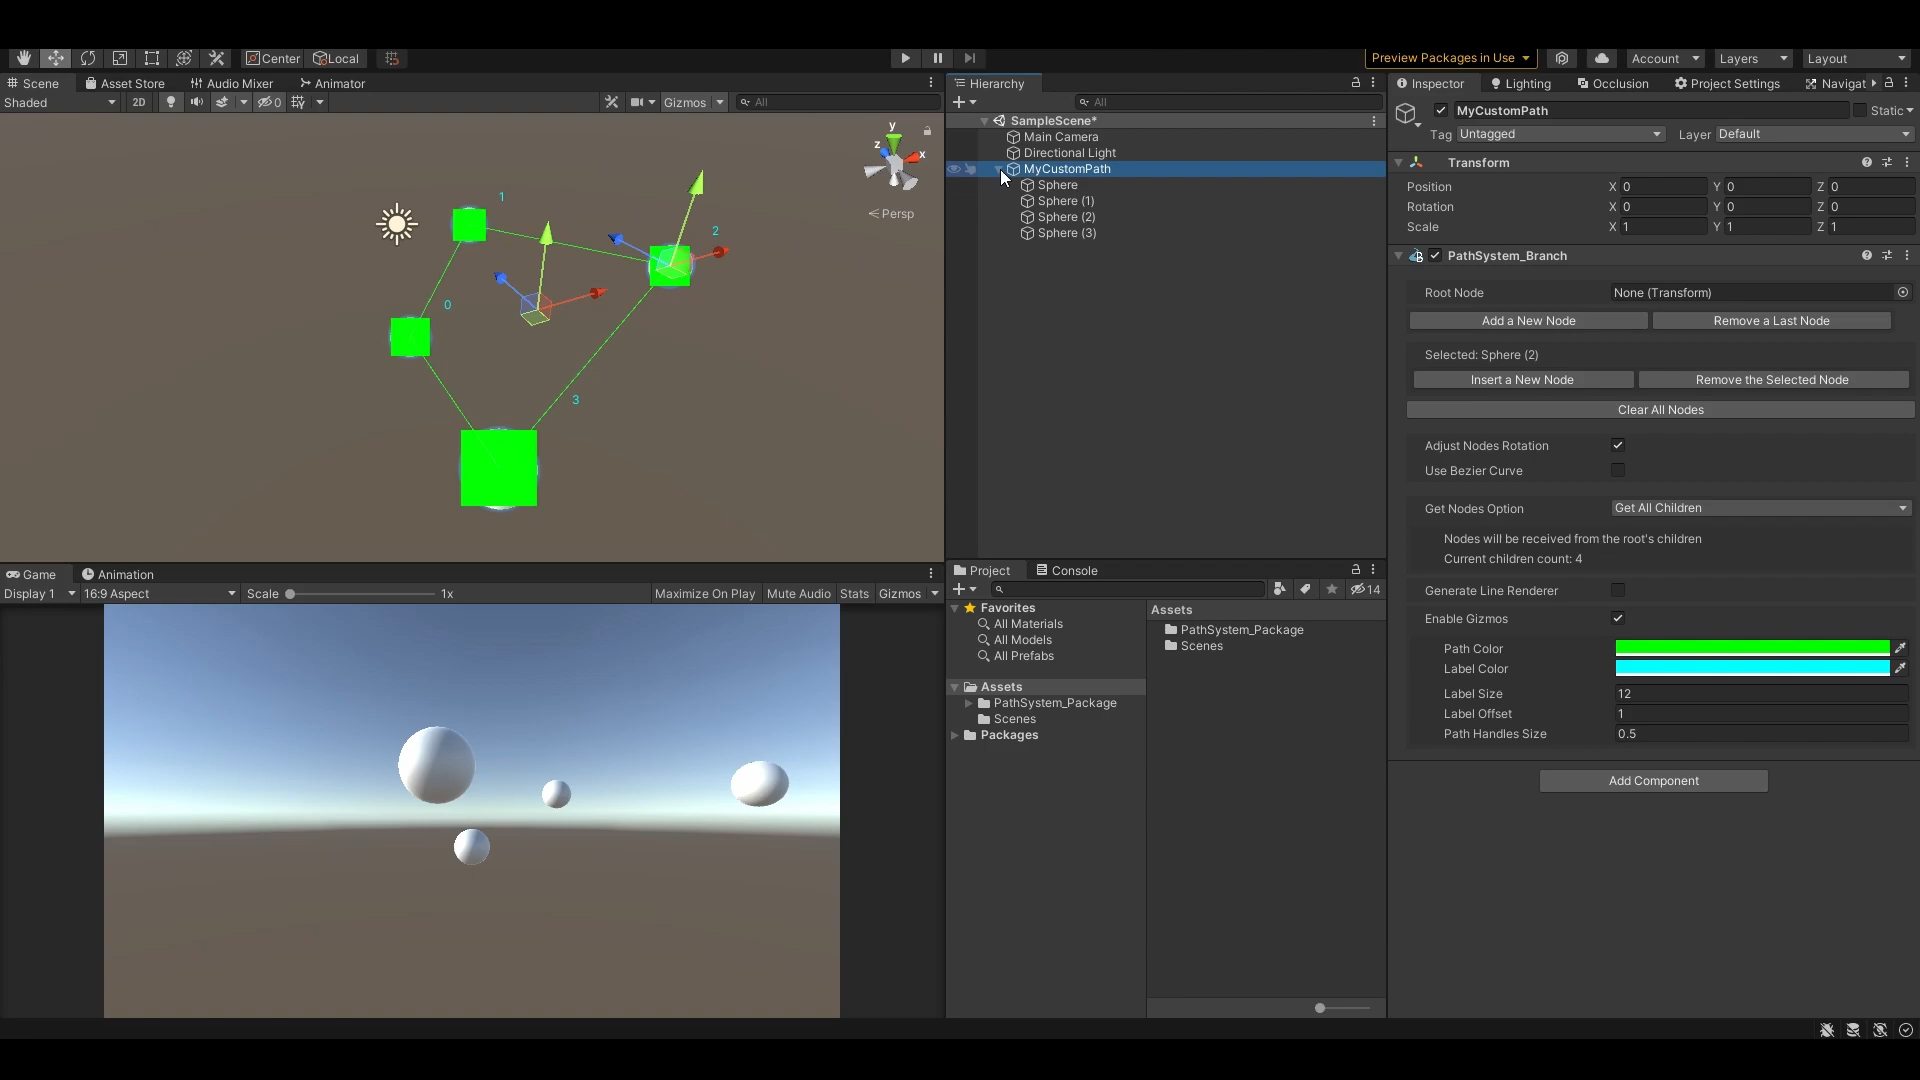 Center
Local
Preview Packages in Use
Account
Layers
Layout
Scene
Asset Store
Audio Mixer
Animator
Shaded
2D
0
Gizmos
All
y
x
z
Persp
0
1
2
3
Hierarchy
All
SampleScene*
Main Camera
Directional Light
MyCustomPath
Sphere
Sphere (1)
Sphere (2)
Sphere (3)
Inspector
Lighting
Occlusion
Project Settings
Navigat
MyCustomPath
Static
Tag Untagged
Layer Default
Transform
Position X 0 Y 0 Z 0
Rotation X 0 Y 0 Z 0
Scale X 1 Y 1 Z 1
PathSystem_Branch
Root Node None (Transform)
Add a New Node
Remove a Last Node
Selected: Sphere (2)
Insert a New Node
Remove the Selected Node
Clear All Nodes
Adjust Nodes Rotation
Use Bezier Curve
Get Nodes Option Get All Children
Nodes will be received from the root's children
Current children count: 4
Generate Line Renderer
Enable Gizmos
Path Color
Label Color
Label Size 12
Label Offset 1
Path Handles Size 0.5
Add Component
Game
Animation
Display 1
16:9 Aspect
Scale
1x
Maximize On Play
Mute Audio
Stats
Gizmos
Project
Console
14
Favorites
All Materials
All Models
All Prefabs
Assets
PathSystem_Package
Scenes
Packages
Assets
PathSystem_Package
Scenes